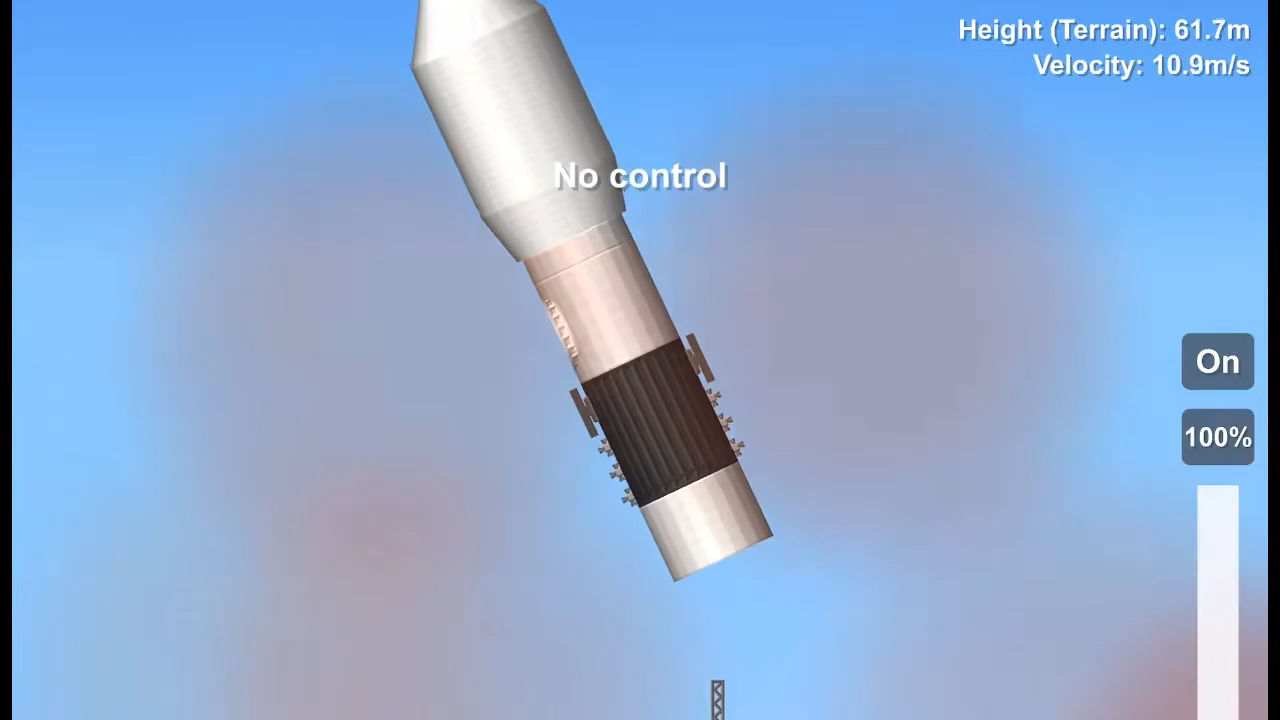 Height (Terrain): 61.7m
Velocity: 10.9m/s
No control
On
100%